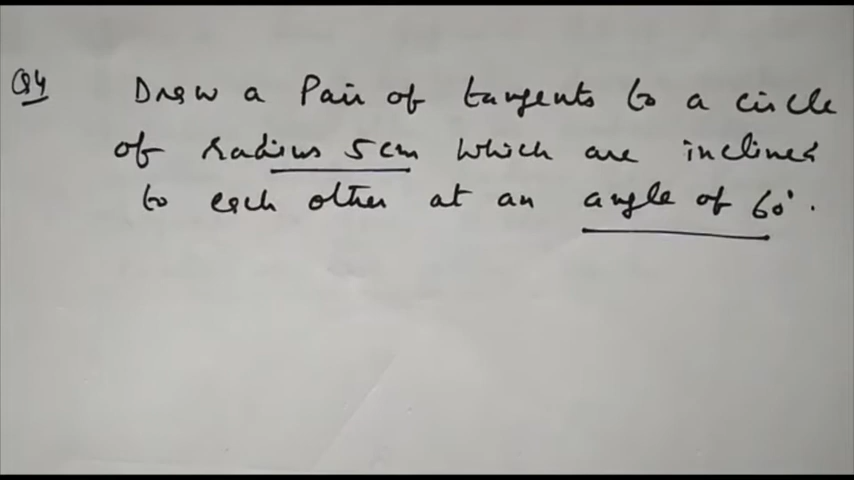 Q4 Draw a Pair of tangents to a circle
of radius 5cm which are inclined
to each other at an angle of 60°.